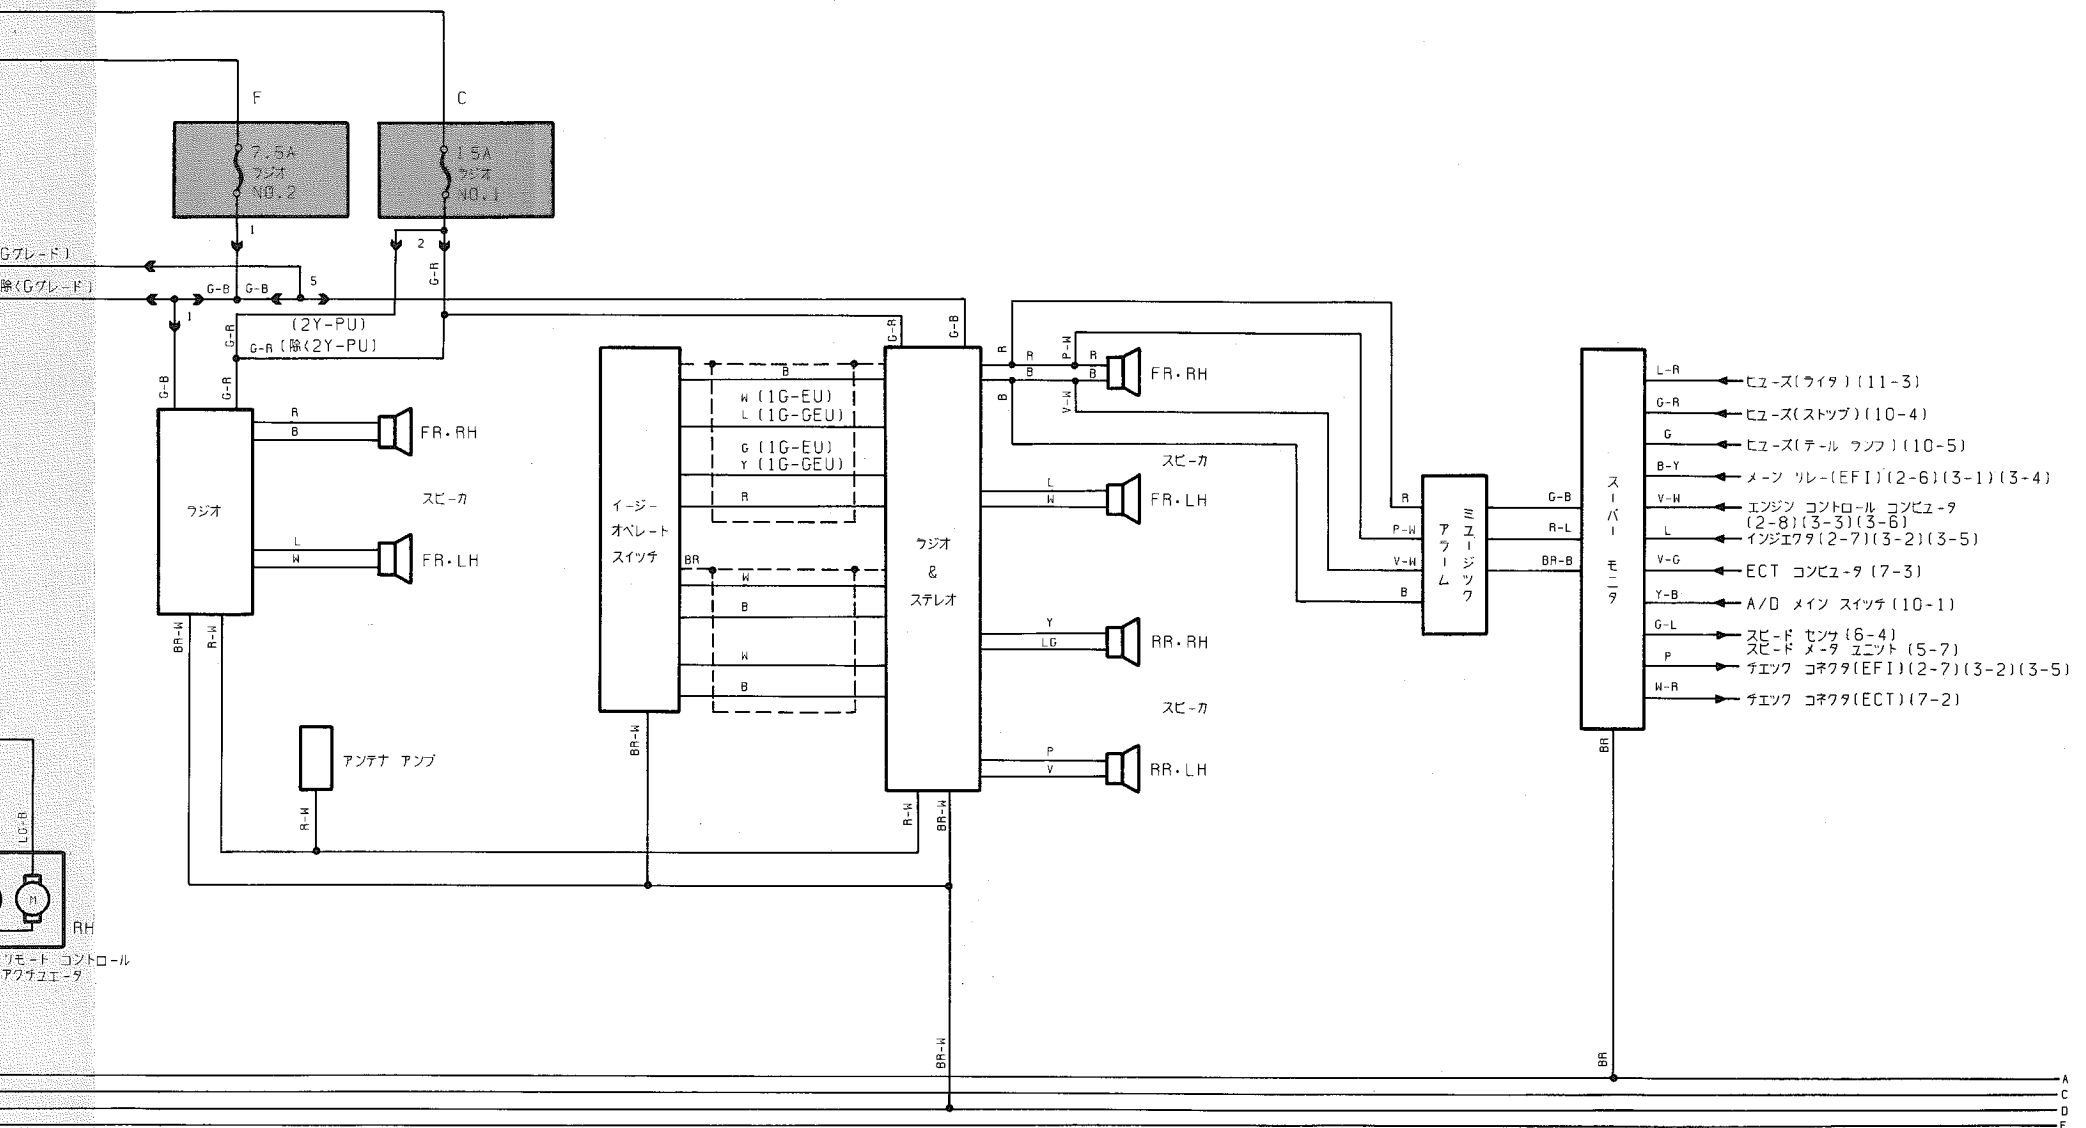 F
C
7.5A
ラジオ
NO.2
15A
ラジオ
NO.1
1
2
Gグレード)
除くGグレード)
G-B
G-B
5
1
G-R
(2Y-PU)
G-R (除く2Y-PU)
G-R
G-B
G-R
ラジオ
R
B
FR·RH
スピーカ
L
W
FR·LH
BR-W
R-W
アンテナ アンプ
R-W
イージー
オペレート
スイッチ
B
W (1G-EU)
L (1G-GEU)
G (1G-EU)
Y (1G-GEU)
R
BR
W
B
W
B
BR-W
G-R
G-B
ラジオ
&
ステレオ
R
R
P-W
R
B
B
B
V-W
FR·RH
スピーカ
L
W
FR·LH
Y
LG
RR·RH
スピーカ
P
V
RR·LH
R-W
BR-W
R
P-W
V-W
B
ミュージック
アラーム
G-B
R-L
BR-B
スーパー モニタ
L-R ヒューズ(ライタ)(11-3)
G-R ヒューズ(ストップ)(10-4)
G ヒューズ(テール ランプ)(10-5)
B-Y メーン リレー(EFI)(2-6)(3-1)(3-4)
V-W エンジン コントロール コンピュータ
(2-8)(3-3)(3-6)
L インジェクタ(2-7)(3-2)(3-5)
V-G ECT コンピュータ(7-3)
Y-B A/D メイン スイッチ(10-1)
G-L スピード センサ(6-4)
スピード メータ ユニット(5-7)
P チェック コネクタ(EFI)(2-7)(3-2)(3-5)
W-R チェック コネクタ(ECT)(7-2)
BR
LG-B
M
RH
リモート コントロール
アクチュエータ
BR-W
BR
A
C
D
E